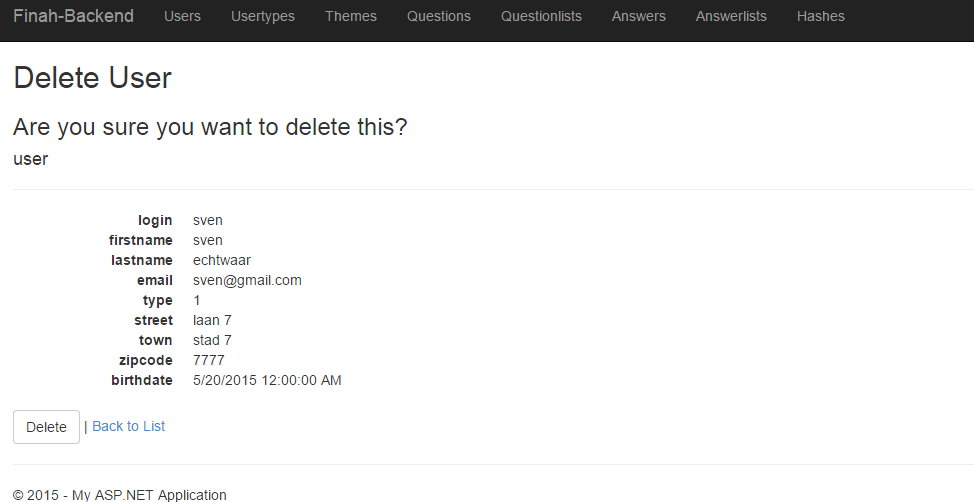 Finah-Backend Users Usertypes Themes Questions Questionlists Answers Answerlists Hashes
Delete User
Are you sure you want to delete this?
user
login sven
firstname sven
lastname echtwaar
email sven@gmail.com
type 1
street laan 7
town stad 7
zipcode 7777
birthdate 5/20/2015 12:00:00 AM
Delete | Back to List
© 2015 - My ASP.NET Application